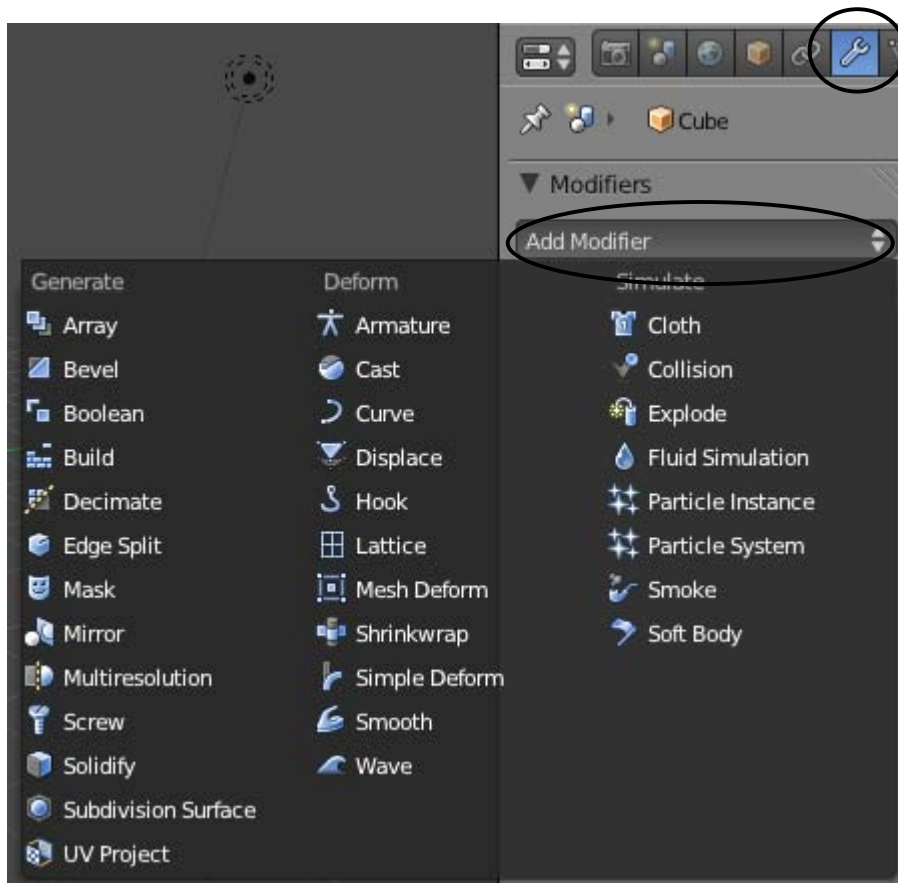 Cube
Modifiers
Add Modifier
Generate
Array
Bevel
Boolean
Build
Decimate
Edge Split
Mask
Mirror
Multiresolution
Screw
Solidify
Subdivision Surface
UV Project
Deform
Armature
Cast
Curve
Displace
Hook
Lattice
Mesh Deform
Shrinkwrap
Simple Deform
Smooth
Wave
Simulate
Cloth
Collision
Explode
Fluid Simulation
Particle Instance
Particle System
Smoke
Soft Body